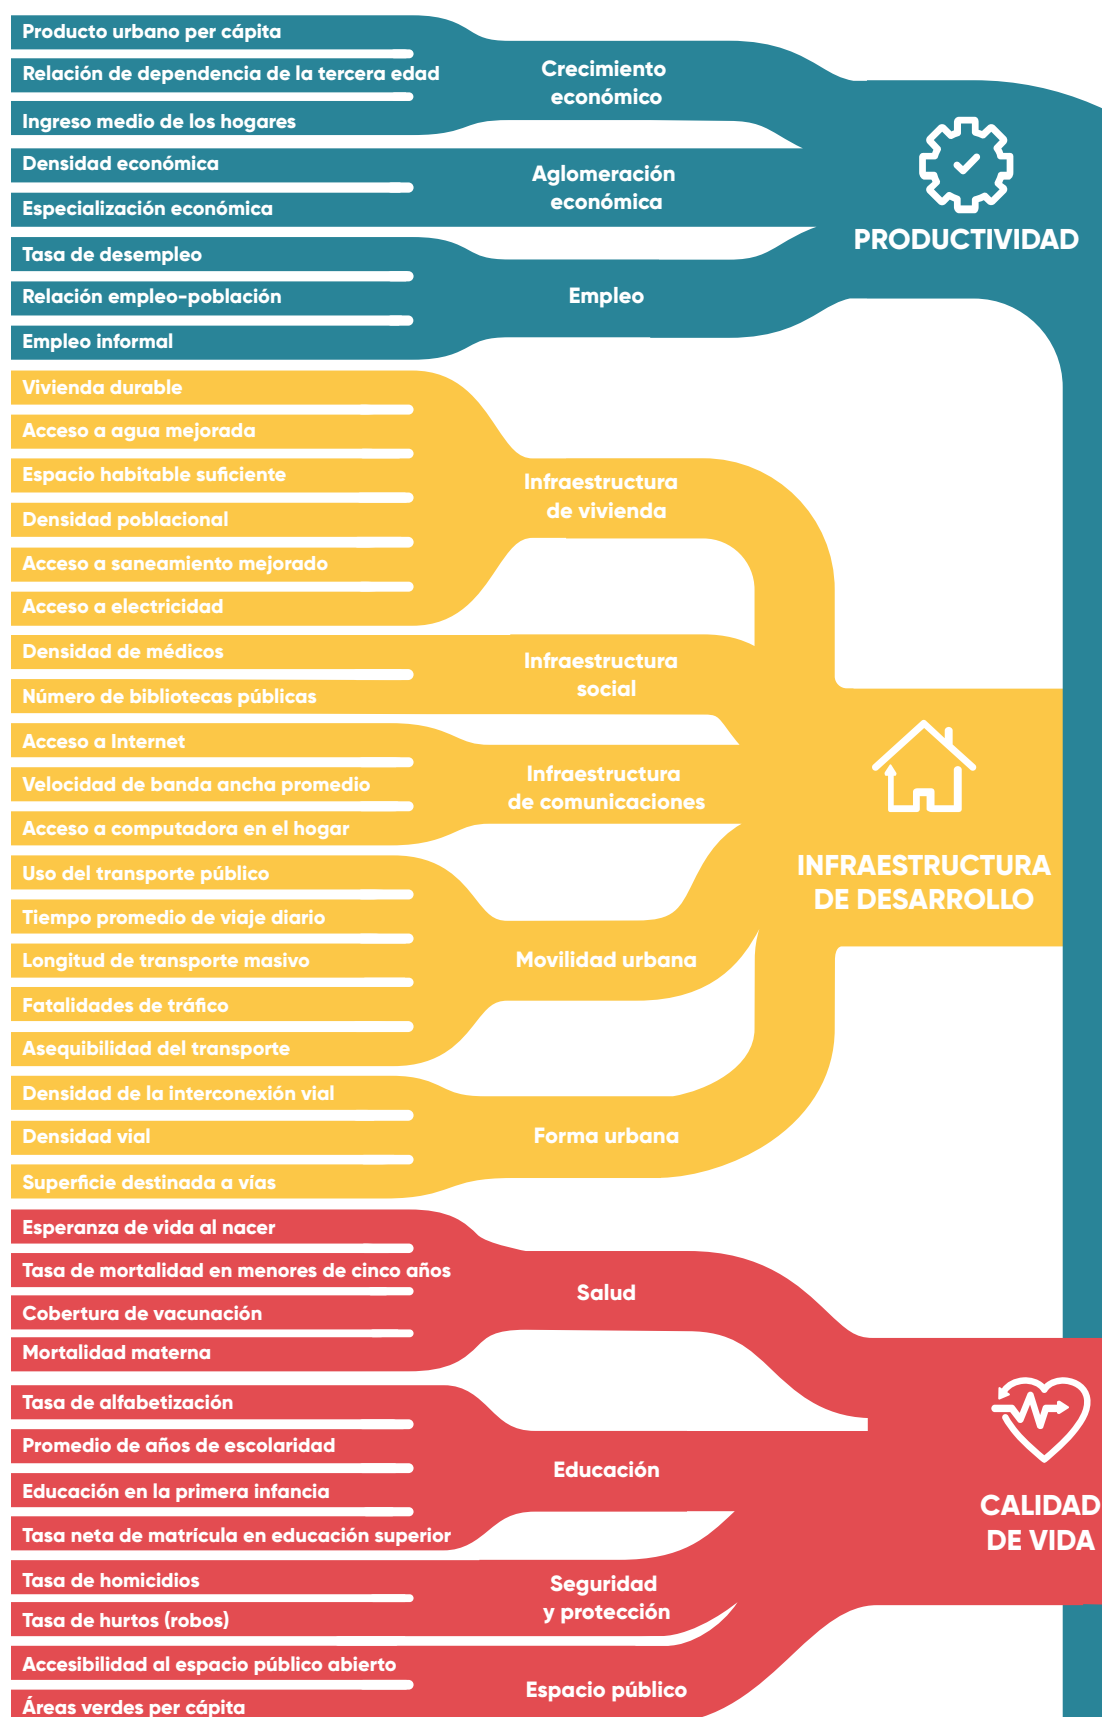 Producto urbano per cápita
Relación de dependencia de la tercera edad
Ingreso medio de los hogares
Crecimiento
económico
Densidad económica
Especialización económica
Aglomeración
económica
Tasa de desempleo
Relación empleo-población
Empleo informal
Empleo
PRODUCTIVIDAD
Vivienda durable
Acceso a agua mejorada
Espacio habitable suficiente
Densidad poblacional
Acceso a saneamiento mejorado
Acceso a electricidad
Infraestructura
de vivienda
Densidad de médicos
Número de bibliotecas públicas
Infraestructura
social
Acceso a Internet
Velocidad de banda ancha promedio
Acceso a computadora en el hogar
Infraestructura
de comunicaciones
Uso del transporte público
Tiempo promedio de viaje diario
Longitud de transporte masivo
Fatalidades de tráfico
Asequibilidad del transporte
Movilidad urbana
Densidad de la interconexión vial
Densidad vial
Superficie destinada a vías
Forma urbana
INFRAESTRUCTURA
DE DESARROLLO
Esperanza de vida al nacer
Tasa de mortalidad en menores de cinco años
Cobertura de vacunación
Mortalidad materna
Salud
Tasa de alfabetización
Promedio de años de escolaridad
Educación en la primera infancia
Tasa neta de matrícula en educación superior
Educación
Tasa de homicidios
Tasa de hurtos (robos)
Seguridad
y protección
Accesibilidad al espacio público abierto
Áreas verdes per cápita
Espacio público
CALIDAD
DE VIDA